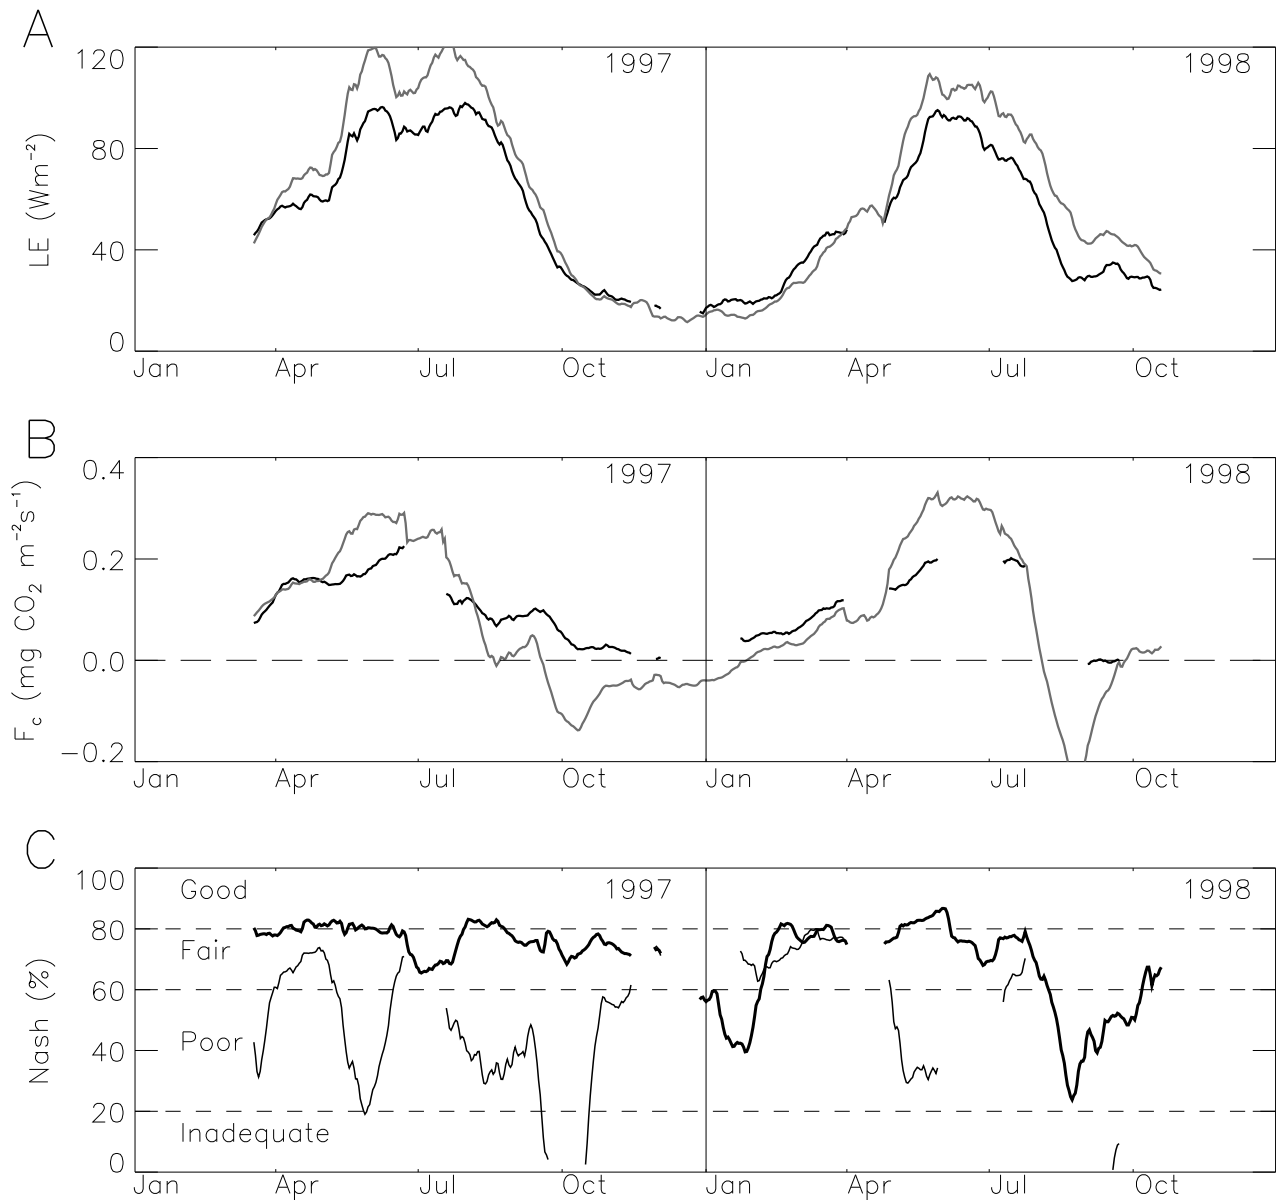 A
120
1997
1998
80
40
0
LE (Wm⁻²)
Jan Apr Jul Oct Jan Apr Jul Oct
B
0.4
1997
1998
0.2
0.0
−0.2
F_c (mg CO₂ m⁻²s⁻¹)
Jan Apr Jul Oct Jan Apr Jul Oct
C
100
Good
1997
1998
80
Fair
60
Poor
40
20
Inadequate
0
Nash (%)
Jan Apr Jul Oct Jan Apr Jul Oct